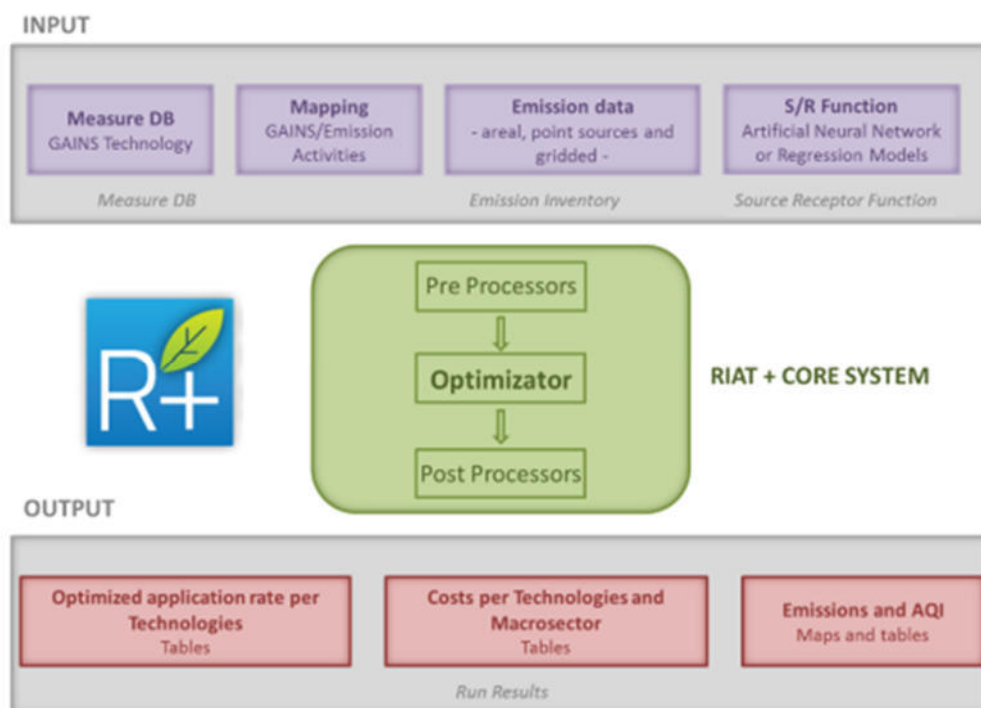 INPUT
Measure DB
GAINS Technology
Mapping
GAINS/Emission
Activities
Emission data
- areal, point sources and
gridded -
S/R Function
Artificial Neural Network
or Regression Models
Measure DB
Emission Inventory
Source Receptor Function
R+
Pre Processors
Optimizator
Post Processors
RIAT + CORE SYSTEM
OUTPUT
Optimized application rate per
Technologies
Tables
Costs per Technologies and
Macrosector
Tables
Emissions and AQI
Maps and tables
Run Results